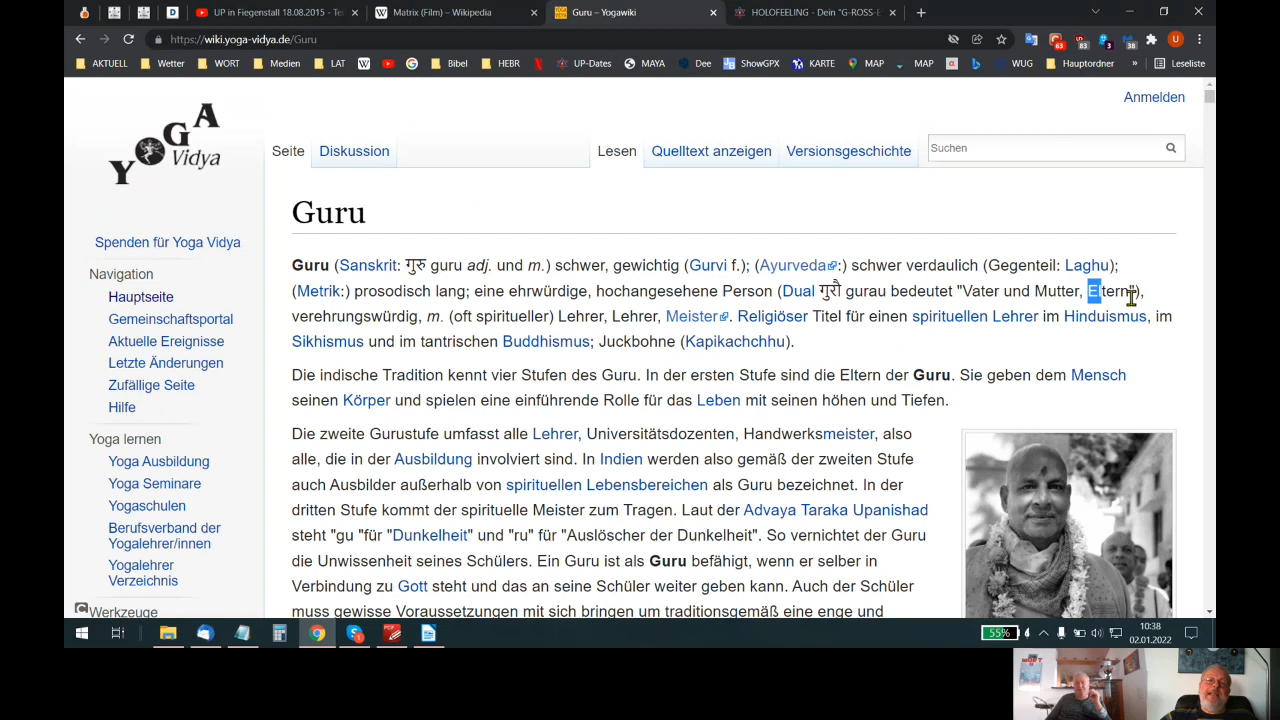 UP in Fiegenstall 18.08.2015 - Te
Matrix (Film) – Wikipedia
Guru – Yogawiki
HOLOFEELING - Dein "G-ROSS-E
https://wiki.yoga-vidya.de/Guru
63
83
3
38
U
AKTUELL
Wetter
WORT
Medien
LAT
Bibel
HEBR
UP-Dates
MAYA
Dee
ShowGPX
KARTE
MAP
MAP
WUG
Hauptordner
»
Leseliste
Anmelden
YOGA
Vidya
Seite
Diskussion
Lesen
Quelltext anzeigen
Versionsgeschichte
Suchen
Spenden für Yoga Vidya
Navigation
Hauptseite
Gemeinschaftsportal
Aktuelle Ereignisse
Letzte Änderungen
Zufällige Seite
Hilfe
Yoga lernen
Yoga Ausbildung
Yoga Seminare
Yogaschulen
Berufsverband der
Yogalehrer/innen
Yogalehrer
Verzeichnis
Werkzeuge
Guru
Guru (Sanskrit: गुरु guru adj. und m.) schwer, gewichtig (Gurvi f.); (Ayurveda:) schwer verdaulich (Gegenteil: Laghu);
(Metrik:) prosodisch lang; eine ehrwürdige, hochangesehene Person (Dual गुरौ gurau bedeutet "Vater und Mutter, Eltern"),
verehrungswürdig, m. (oft spiritueller) Lehrer, Lehrer, Meister. Religiöser Titel für einen spirituellen Lehrer im Hinduismus, im
Sikhismus und im tantrischen Buddhismus; Juckbohne (Kapikachchhu).
Die indische Tradition kennt vier Stufen des Guru. In der ersten Stufe sind die Eltern der Guru. Sie geben dem Mensch
seinen Körper und spielen eine einführende Rolle für das Leben mit seinen höhen und Tiefen.
Die zweite Gurustufe umfasst alle Lehrer, Universitätsdozenten, Handwerksmeister, also
alle, die in der Ausbildung involviert sind. In Indien werden also gemäß der zweiten Stufe
auch Ausbilder außerhalb von spirituellen Lebensbereichen als Guru bezeichnet. In der
dritten Stufe kommt der spirituelle Meister zum Tragen. Laut der Advaya Taraka Upanishad
steht "gu "für "Dunkelheit" und "ru" für "Auslöscher der Dunkelheit". So vernichtet der Guru
die Unwissenheit seines Schülers. Ein Guru ist als Guru befähigt, wenn er selber in
Verbindung zu Gott steht und das an seine Schüler weiter geben kann. Auch der Schüler
muss gewisse Voraussetzungen mit sich bringen um traditionsgemäß eine enge und
55%
10:38
02.01.2022